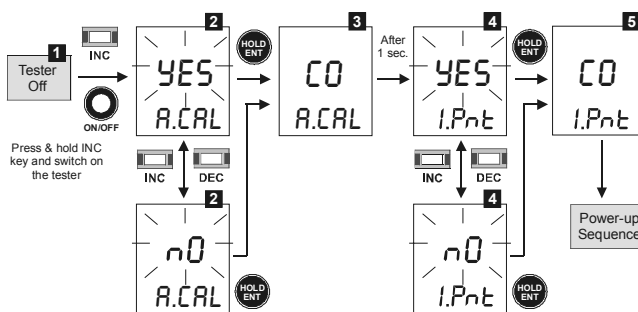 1
Tester
Off
INC
ON/OFF
Press & hold INC
key and switch on
the tester
2
YES
A.CAL
HOLD
ENT
3
CO
A.CAL
After
1 sec.
4
YES
1.Pnt
HOLD
ENT
5
CO
1.Pnt
INC
DEC
2
n0
A.CAL
HOLD
ENT
INC
DEC
4
n0
1.Pnt
HOLD
ENT
Power-up
Sequence